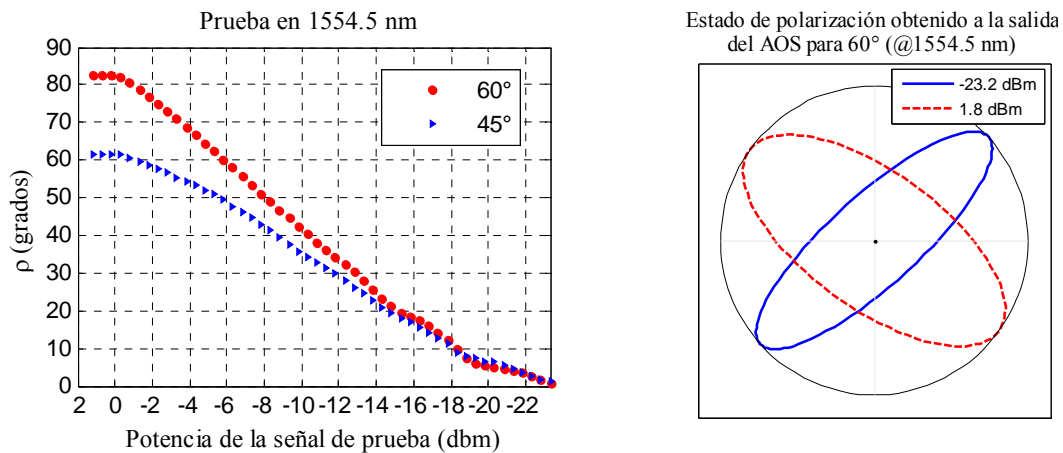 Prueba en 1554.5 nm
90
80
70
60
50
40
30
20
10
0
2 0 -2 -4 -6 -8 -10 -12 -14 -16 -18 -20 -22
ρ (grados)
Potencia de la señal de prueba (dbm)
60°
45°
Estado de polarización obtenido a la salida
del AOS para 60° (@1554.5 nm)
-23.2 dBm
1.8 dBm